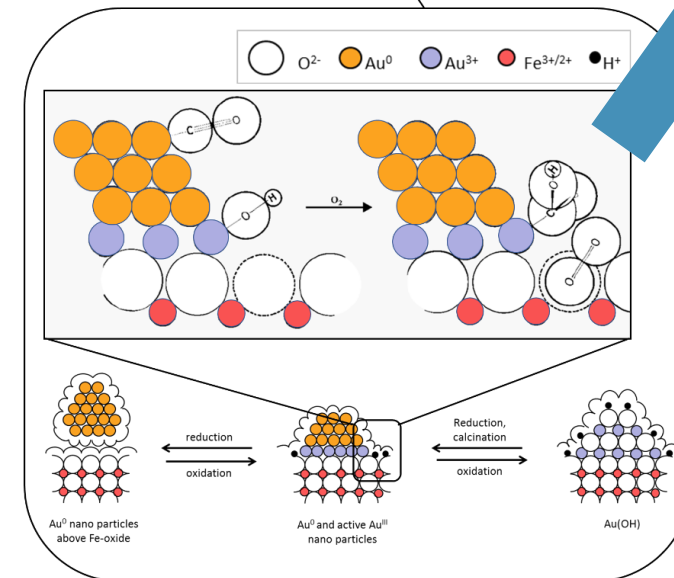 O2- Au0 Au3+ Fe3+/2+ H+
C O
O H
O2
H
O
C
O
O
reduction
oxidation
Reduction,
calcination
oxidation
Au0 nano particles
above Fe-oxide
Au0 and active AuIII
nano particles
Au(OH)